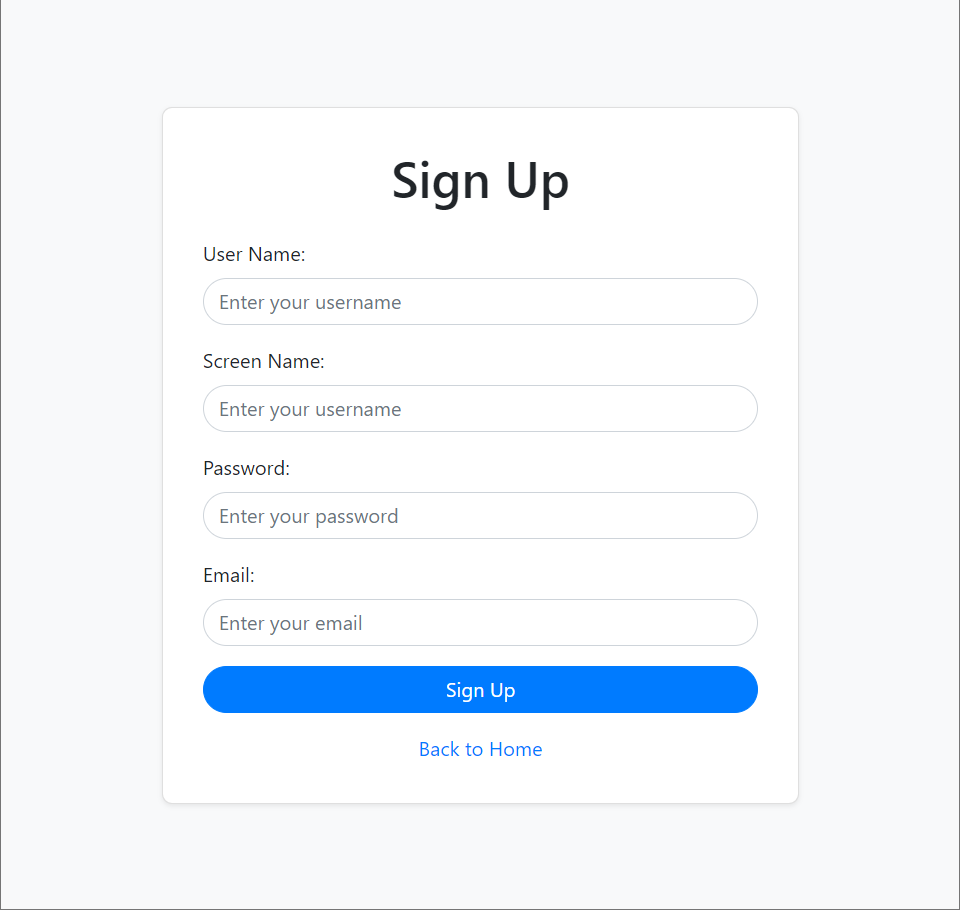 Sign Up
User Name:
Enter your username
Screen Name:
Enter your username
Password:
Enter your password
Email:
Enter your email
Sign Up
Back to Home